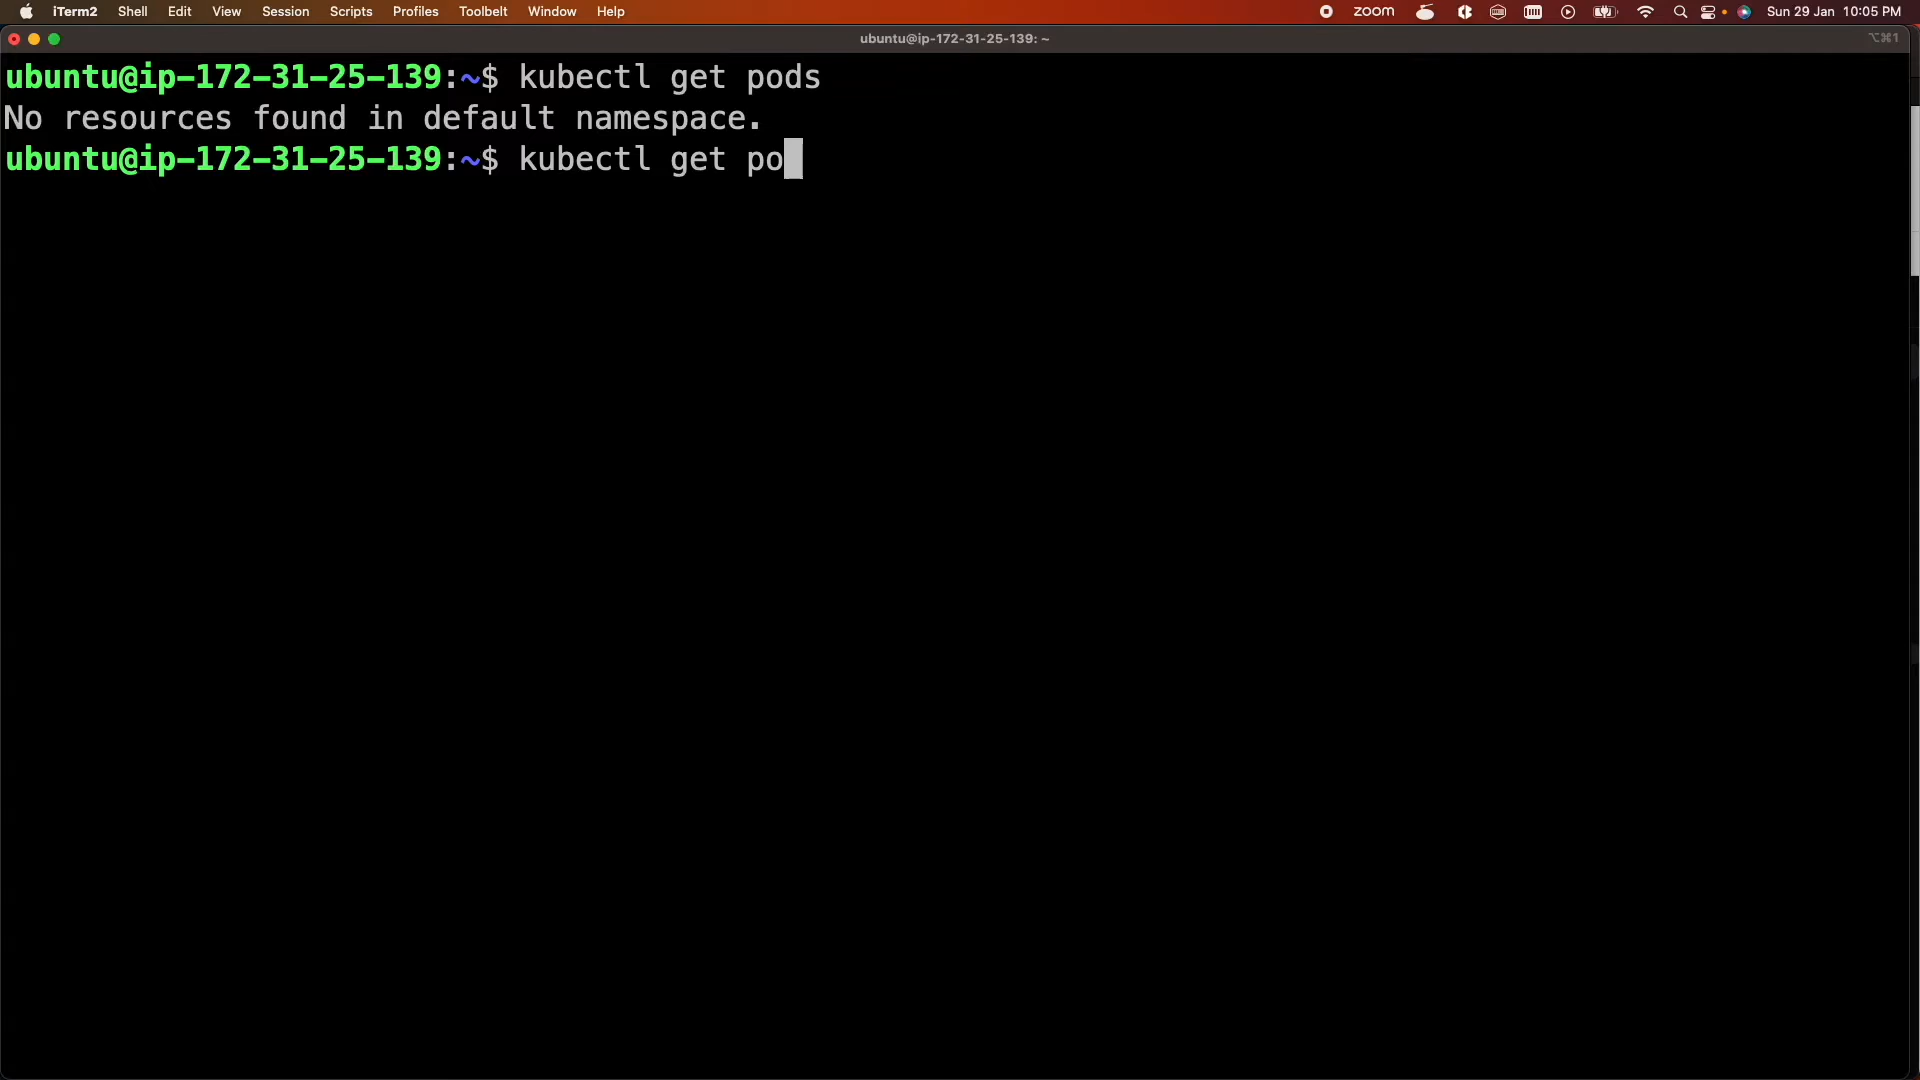 iTerm2 Shell Edit View Session Scripts Profiles Toolbelt Window Help zoom Sun 29 Jan 10:05 PM
ubuntu@ip-172-31-25-139: ~ ⌥⌘1
ubuntu@ip-172-31-25-139:~$ kubectl get pods
No resources found in default namespace.
ubuntu@ip-172-31-25-139:~$ kubectl get po